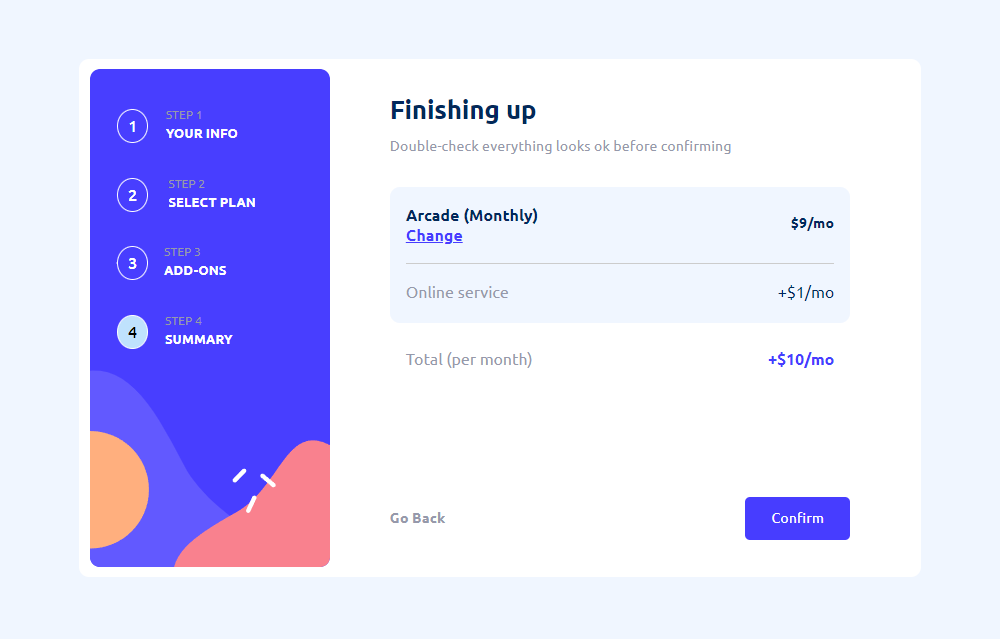 1
STEP 1
YOUR INFO
2
STEP 2
SELECT PLAN
3
STEP 3
ADD-ONS
4
STEP 4
SUMMARY
Finishing up
Double-check everything looks ok before confirming
Arcade (Monthly)
Change
$9/mo
Online service
+$1/mo
Total (per month)
+$10/mo
Go Back
Confirm